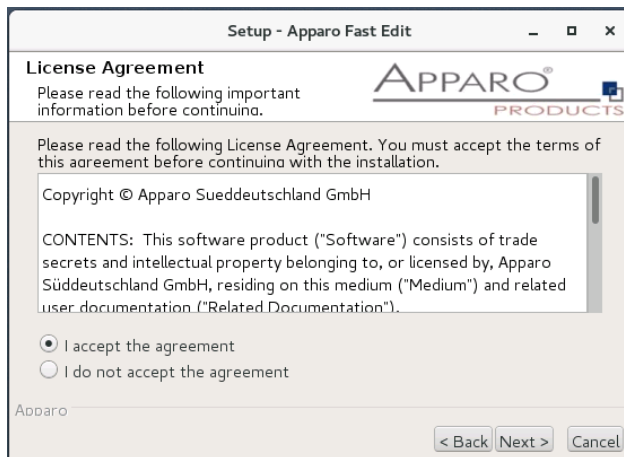 Setup - Apparo Fast Edit
License Agreement
Please read the following important
information before continuing.
APPARO®
PRODUCTS
Please read the following License Agreement. You must accept the terms of
this agreement before continuing with the installation.
Copyright © Apparo Sueddeutschland GmbH
CONTENTS:  This software product ("Software") consists of trade
secrets and intellectual property belonging to, or licensed by, Apparo
Süddeutschland GmbH, residing on this medium ("Medium") and related
user documentation ("Related Documentation").
I accept the agreement
I do not accept the agreement
Apparo
< Back Next > Cancel